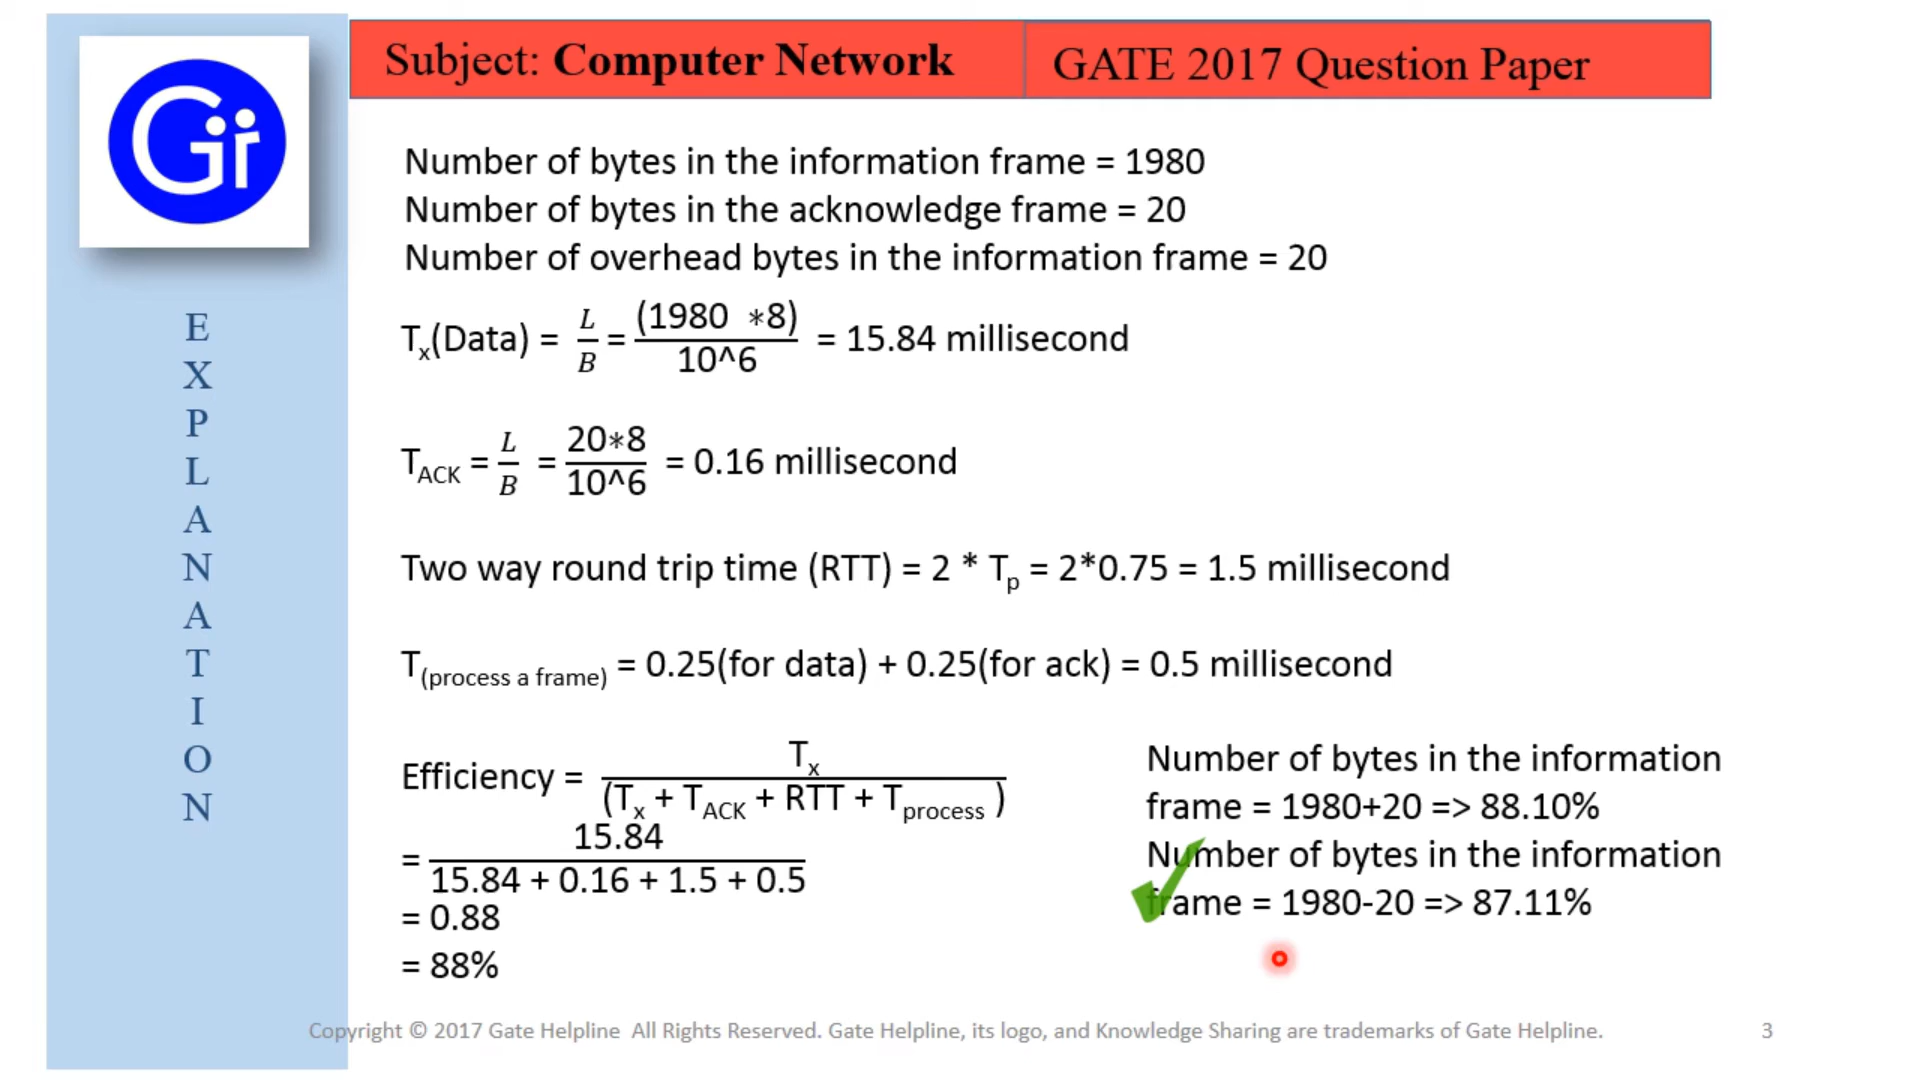 Gi
Subject: Computer Network
GATE 2017 Question Paper
EXPLANATION
Number of bytes in the information frame = 1980
Number of bytes in the acknowledge frame = 20
Number of overhead bytes in the information frame = 20
Tx(Data) = L/B = (1980 *8)/10^6 = 15.84 millisecond
TACK = L/B = 20*8/10^6 = 0.16 millisecond
Two way round trip time (RTT) = 2 * Tp = 2*0.75 = 1.5 millisecond
T(process a frame) = 0.25(for data) + 0.25(for ack) = 0.5 millisecond
Efficiency = Tx/(Tx + TACK + RTT + Tprocess )
= 15.84/15.84 + 0.16 + 1.5 + 0.5
= 0.88
= 88%
Number of bytes in the information
frame = 1980+20 => 88.10%
Number of bytes in the information
frame = 1980-20 => 87.11%
Copyright © 2017 Gate Helpline All Rights Reserved. Gate Helpline, its logo, and Knowledge Sharing are trademarks of Gate Helpline.
3